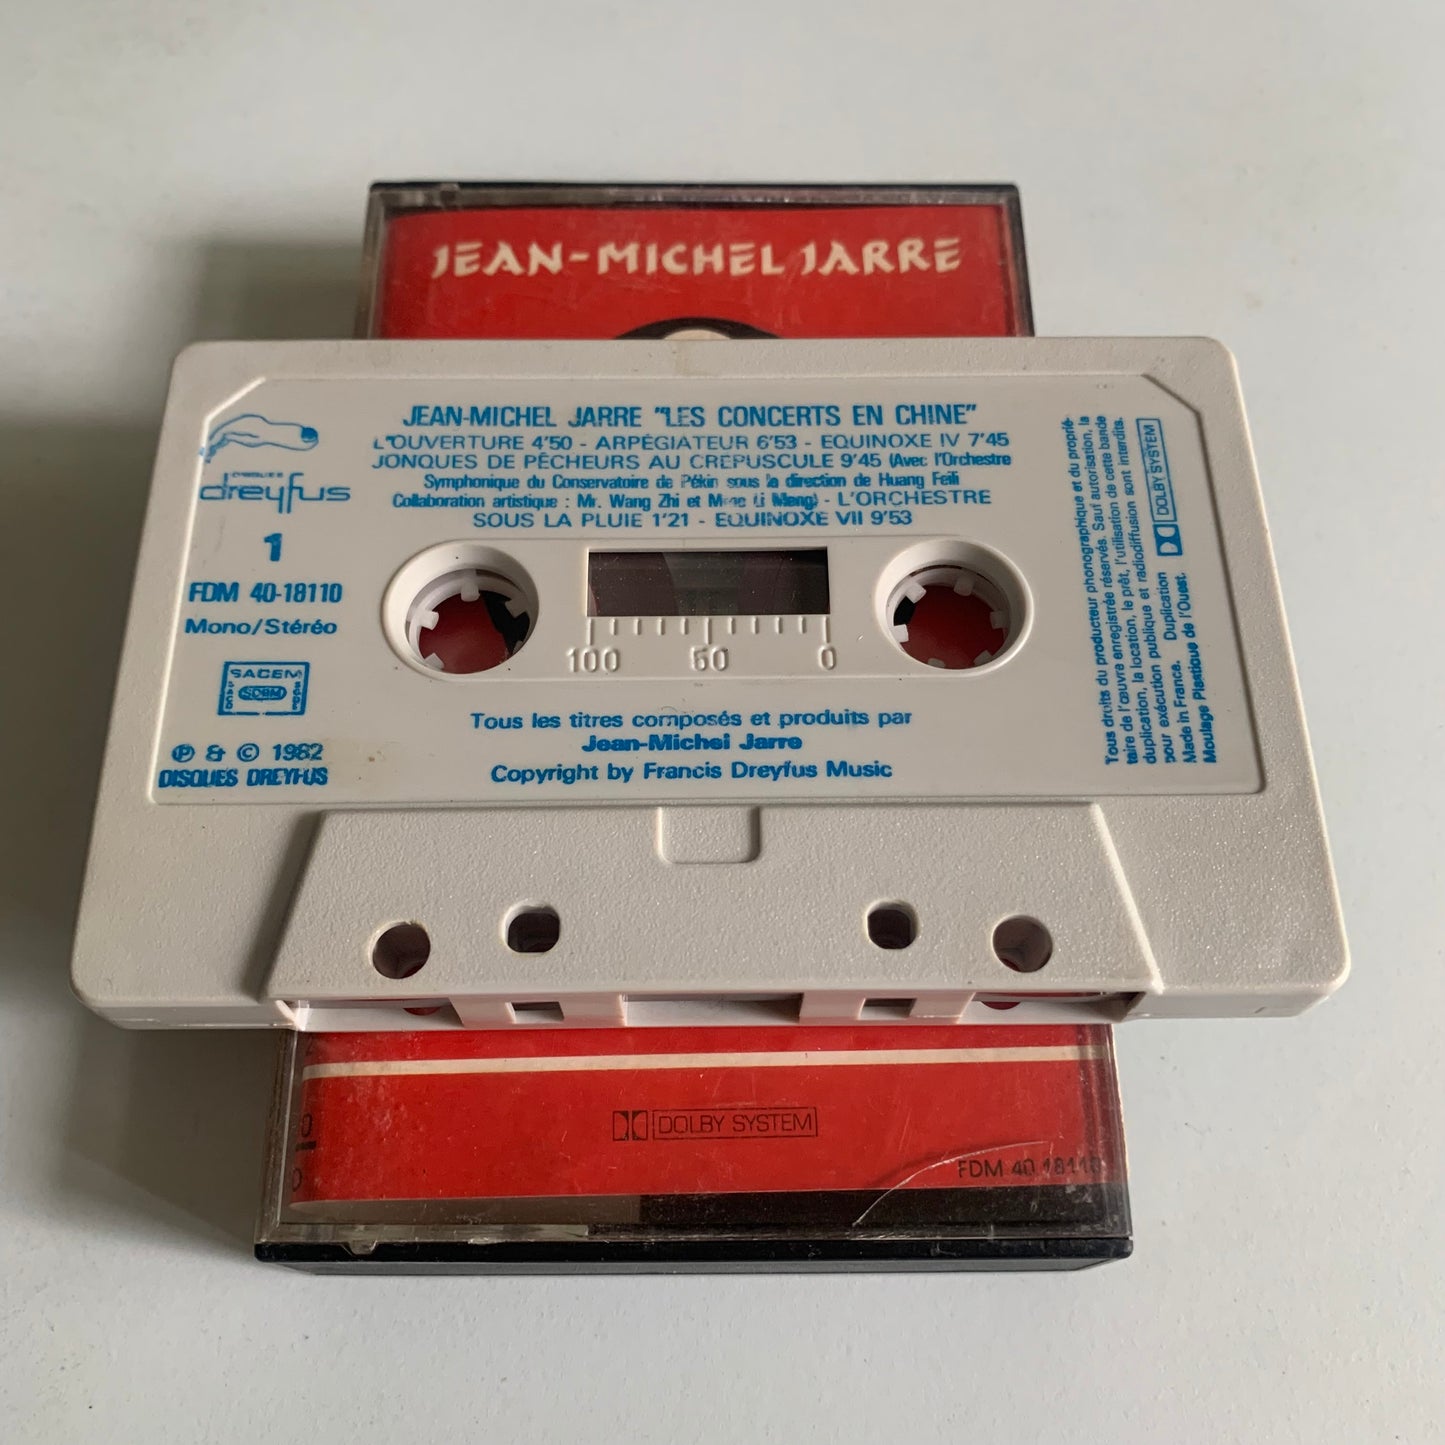 JEAN-MICHEL JARRE
JEAN-MICHEL JARRE "LES CONCERTS EN CHINE"
L'OUVERTURE 4'50 - ARPÉGIATEUR 6'53 - EQUINOXE IV 7'45
JONQUES DE PÊCHEURS AU CREPUSCULE 9'45 (Avec l'Orchestre
Symphonique du Conservatoire de Pékin sous la direction de Huang Feili
Collaboration artistique : Mr. Wang Zhi et Mme Li Meng) - L'ORCHESTRE
SOUS LA PLUIE 1'21 - EQUINOXE VII 9'53
DISQUES
dreyfus
1
FDM 40-18110
Mono/Stéréo
SACEM
SDRM
℗ & © 1982
DISQUES DREYFUS
100 50 0
Tous les titres composés et produits par
Jean-Michel Jarre
Copyright by Francis Dreyfus Music
Tous droits du producteur phonographique et du proprié-
taire de l'œuvre enregistrée réservés. Sauf autorisation, la
duplication, la location, le prêt, l'utilisation de cette bande
pour exécution publique et radiodiffusion sont interdits.
Made in France. Duplication
Moulage Plastique de l'Ouest.
DOLBY SYSTEM
DOLBY SYSTEM
FDM 40 18110